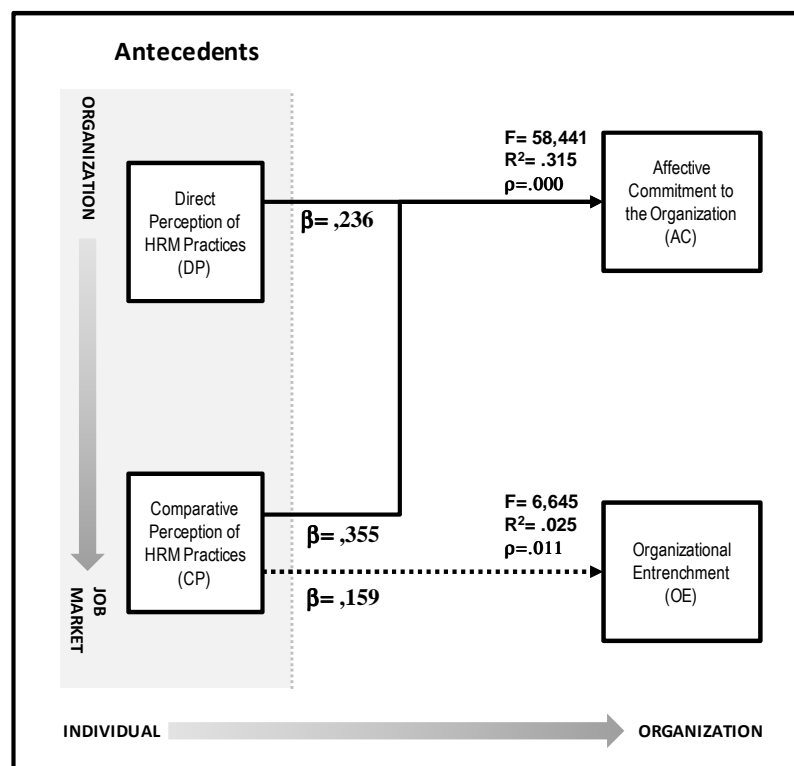 Antecedents
ORGANIZATION
Direct
Perception of
HRM Practices
(DP)
β= ,236
F= 58,441
R²= .315
ρ=.000
Affective
Commitment to
the Organization
(AC)
Comparative
Perception of
HRM Practices
(CP)
β= ,355
β= ,159
F= 6,645
R²= .025
ρ=.011
Organizational
Entrenchment
(OE)
JOB
MARKET
INDIVIDUAL
ORGANIZATION